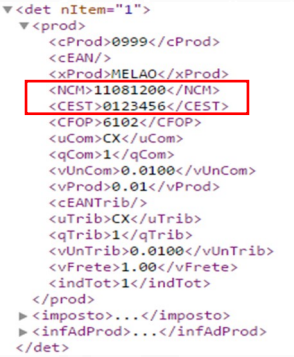 ▼<det nItem="1">
▼<prod>
<cProd>0999</cProd>
<cEAN/>
<xProd>MELAO</xProd>
<NCM>11081200</NCM>
<CEST>0123456</CEST>
<CFOP>6102</CFOP>
<uCom>CX</uCom>
<qCom>1</qCom>
<vUnCom>0.0100</vUnCom>
<vProd>0.01</vProd>
<cEANTrib/>
<uTrib>CX</uTrib>
<qTrib>1</qTrib>
<vUnTrib>0.0100</vUnTrib>
<vFrete>1.00</vFrete>
<indTot>1</indTot>
</prod>
▶<imposto>...</imposto>
▶<infAdProd>...</infAdProd>
</det>